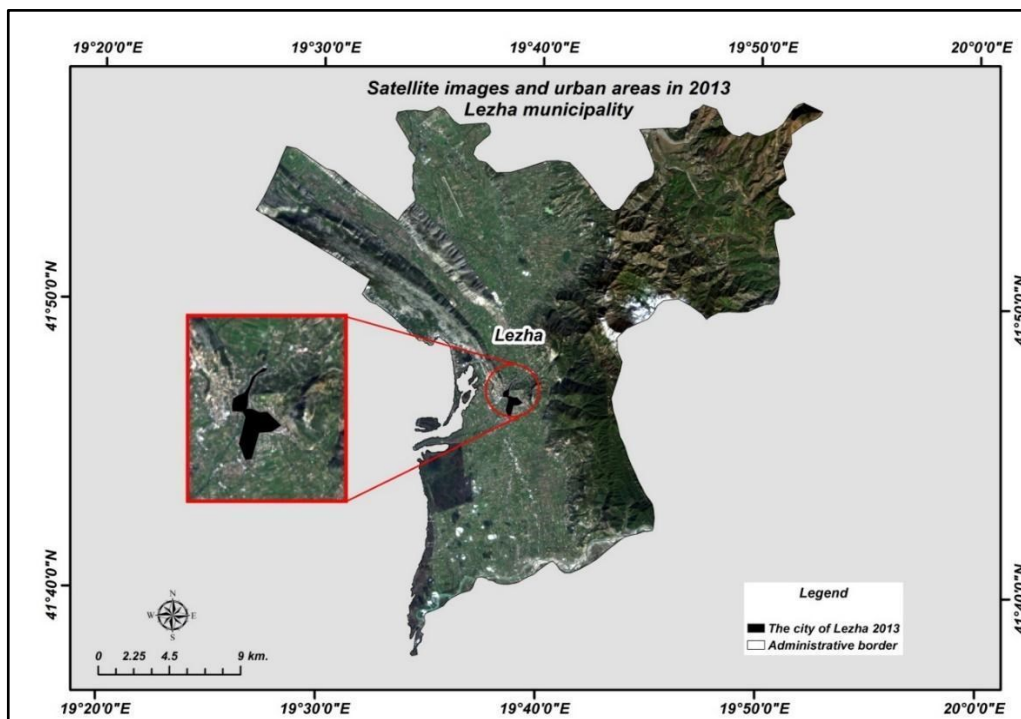 19°20'0"E 19°30'0"E 19°40'0"E 19°50'0"E 20°0'0"E
Satellite images and urban areas in 2013
Lezha municipality
41°50'0"N 41°50'0"N
Lezha
41°40'0"N 41°40'0"N
Legend
The city of Lezha 2013
Administrative border
N
W E
S
0 2.25 4.5 9 km.
19°20'0"E 19°30'0"E 19°40'0"E 19°50'0"E 20°0'0"E